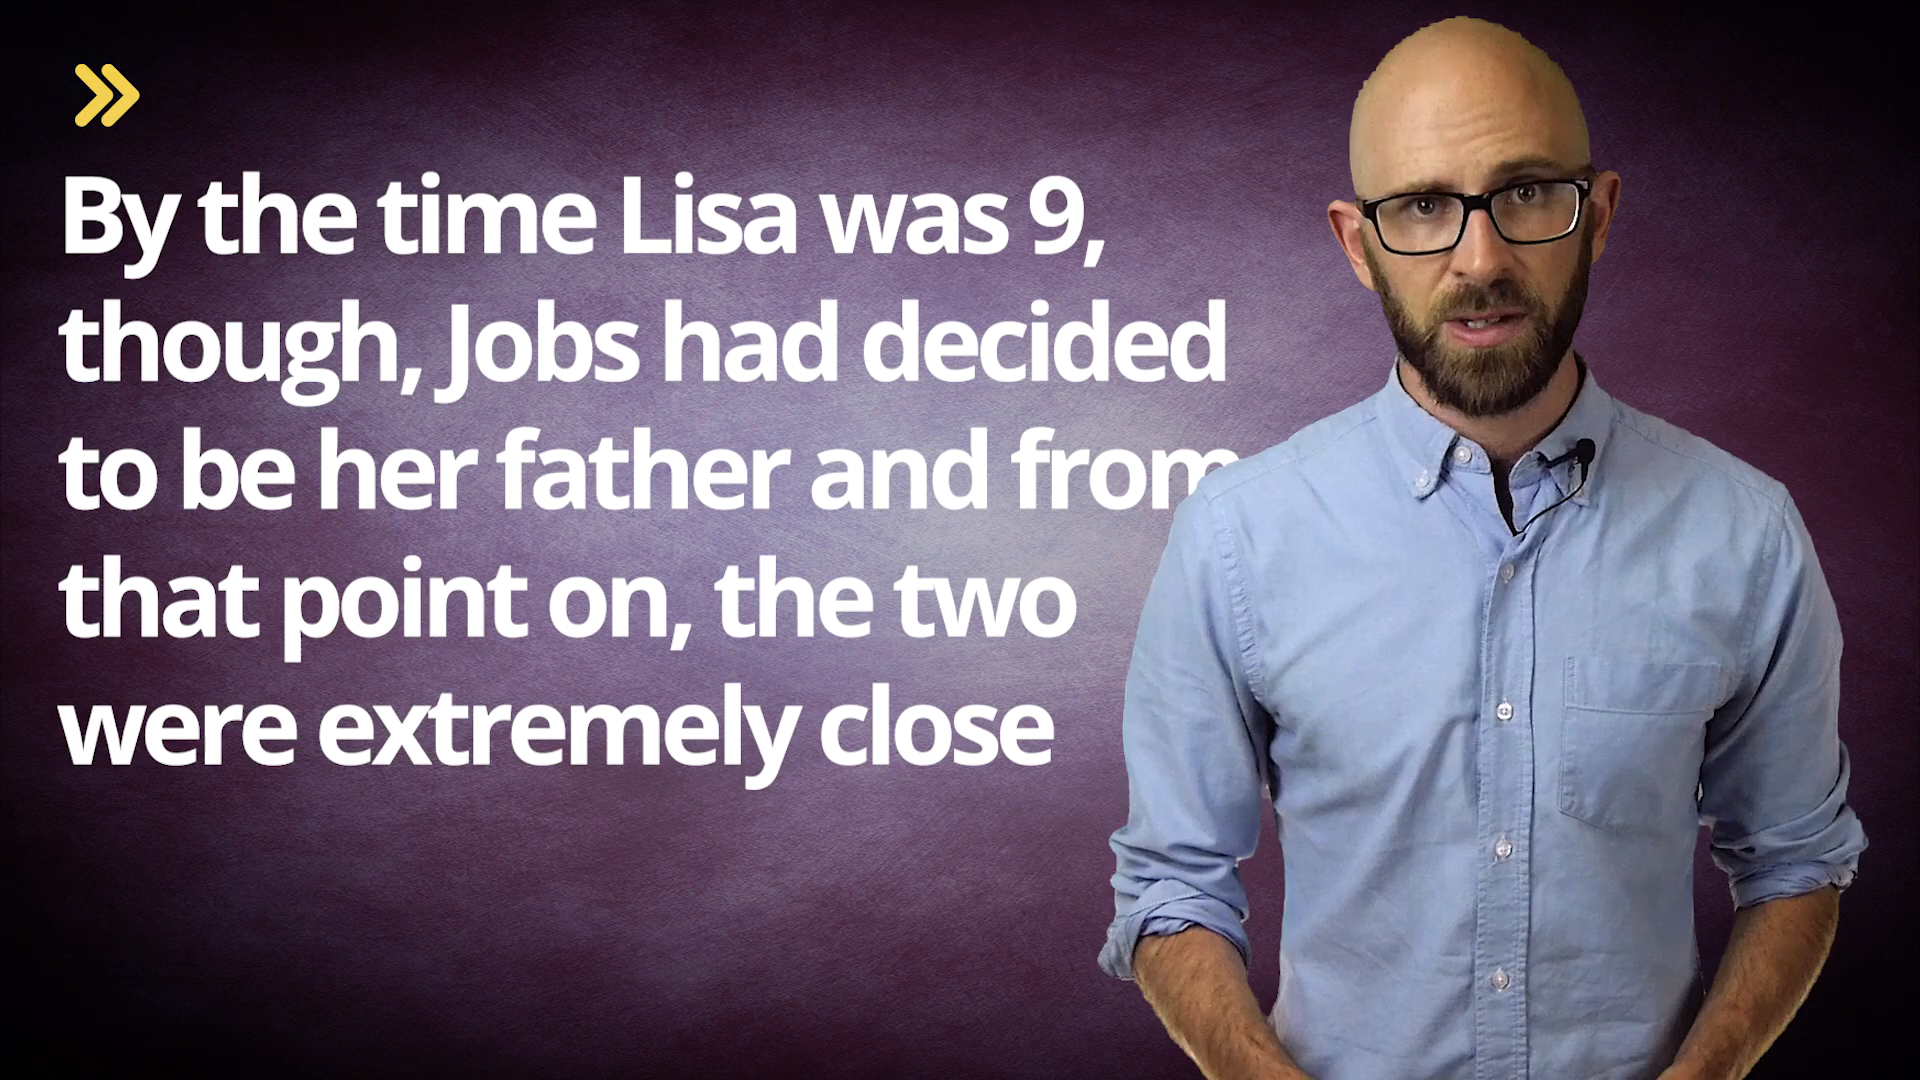 By the time Lisa was 9,
though, Jobs had decided
to be her father and from
that point on, the two
were extremely close